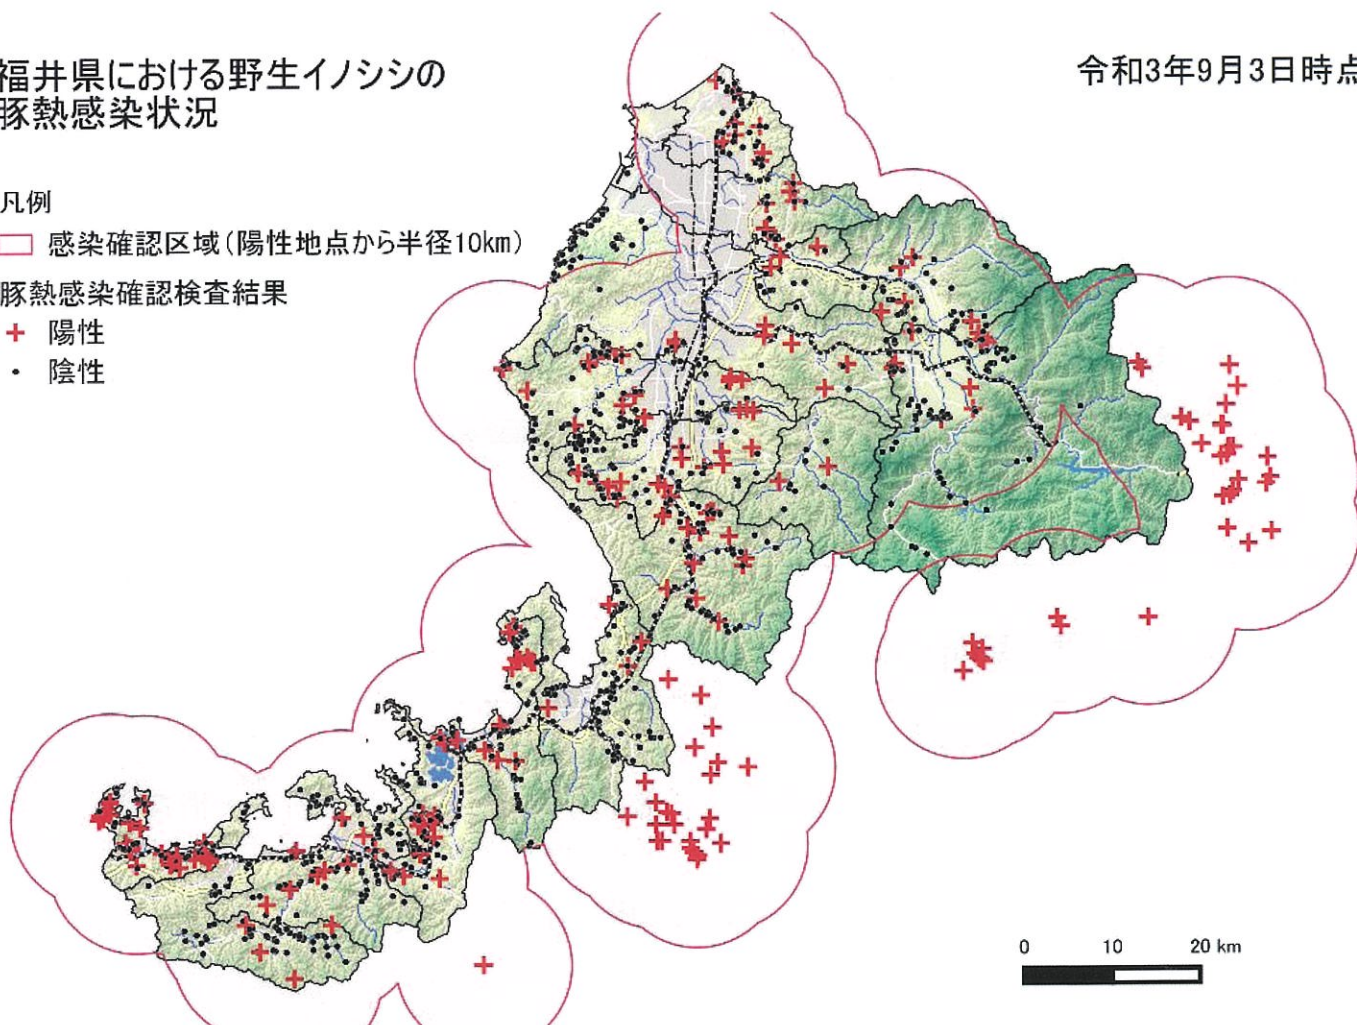 福井県における野生イノシシの
豚熱感染状況
令和3年9月3日時点
凡例
感染確認区域(陽性地点から半径10km)
豚熱感染確認検査結果
陽性
陰性
0 10 20 km